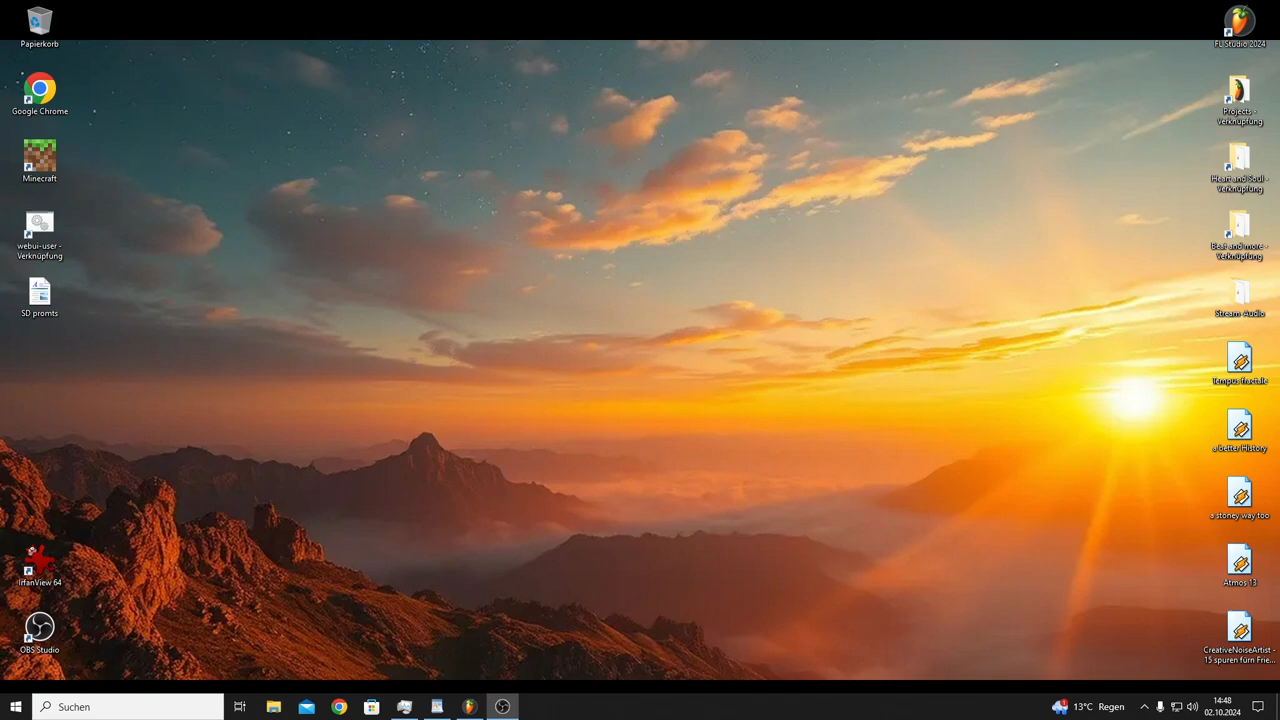 Papierkorb
Google Chrome
Minecraft
webui-user -
Verknüpfung
SD promts
IrfanView 64
OBS Studio
FL Studio 2024
Projects -
Verknüpfung
Heart and Soul -
Verknüpfung
Beat and more -
Verknüpfung
Stream-Audio
Tempus fractale
a better History
a stoney way too
Atmos 13
CreativeNoiseArtist -
15 spuren fürn Frie...
Suchen
1
13°C Regen
14:48
02.10.2024